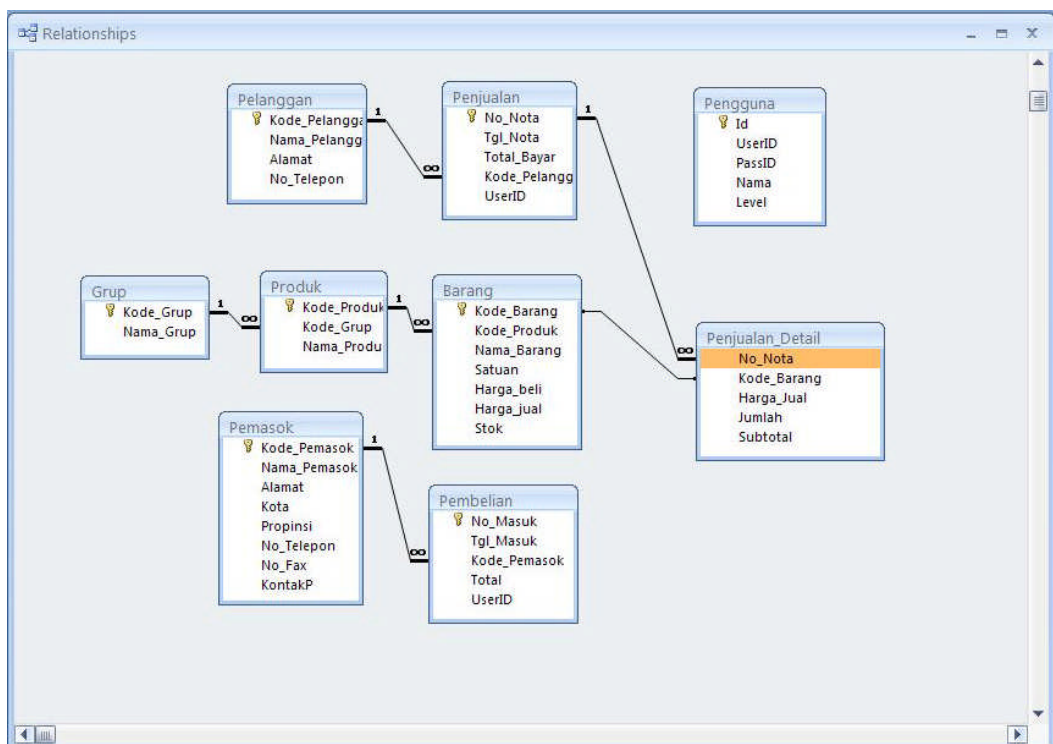 Relationships
Pelanggan
Kode_Pelangga
Nama_Pelangg
Alamat
No_Telepon
1
∞
Penjualan
No_Nota
Tgl_Nota
Total_Bayar
Kode_Pelangg
UserID
1
∞
Pengguna
Id
UserID
PassID
Nama
Level
Grup
Kode_Grup
Nama_Grup
1
∞
Produk
Kode_Produk
Kode_Grup
Nama_Produ
1
∞
Barang
Kode_Barang
Kode_Produk
Nama_Barang
Satuan
Harga_beli
Harga_jual
Stok
Penjualan_Detail
No_Nota
Kode_Barang
Harga_Jual
Jumlah
Subtotal
Pemasok
Kode_Pemasok
Nama_Pemasok
Alamat
Kota
Propinsi
No_Telepon
No_Fax
KontakP
1
∞
Pembelian
No_Masuk
Tgl_Masuk
Kode_Pemasok
Total
UserID